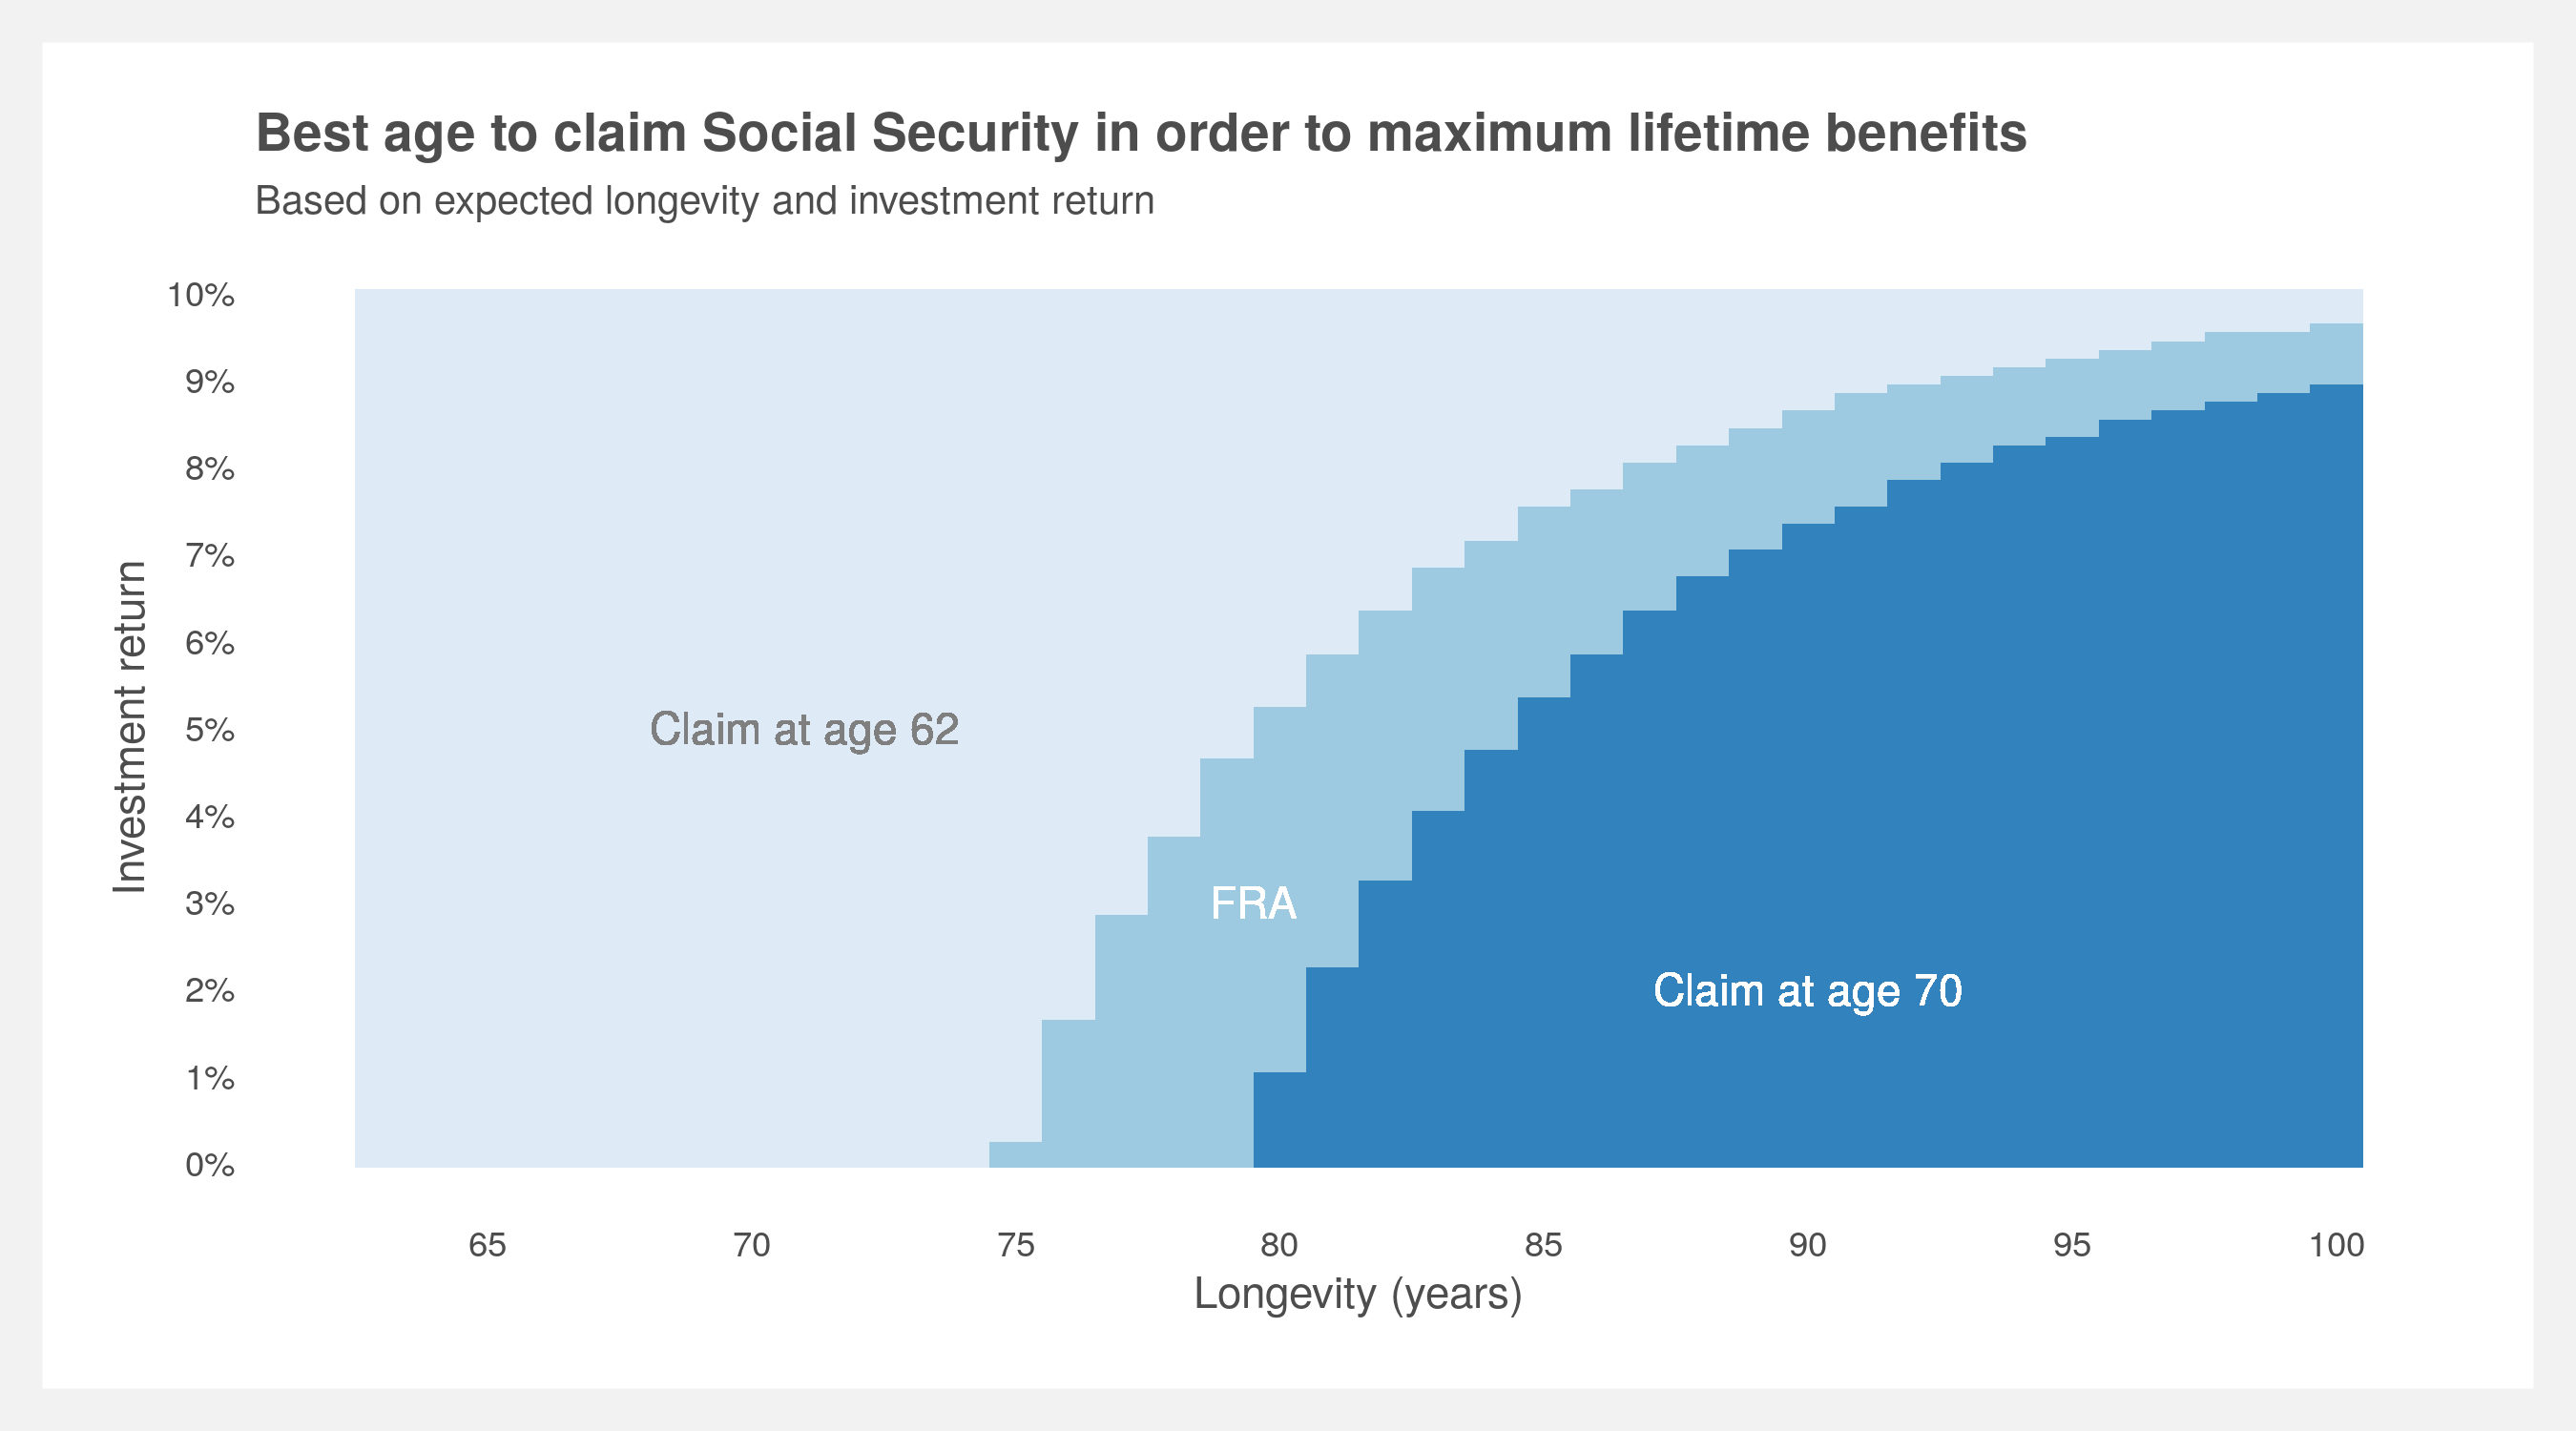 Best age to claim Social Security in order to maximum lifetime benefits
Based on expected longevity and investment return
10%
9%
8%
7%
6%
5%
4%
3%
2%
1%
0%
Investment return
Claim at age 62
FRA
Claim at age 70
65 70 75 80 85 90 95 100
Longevity (years)